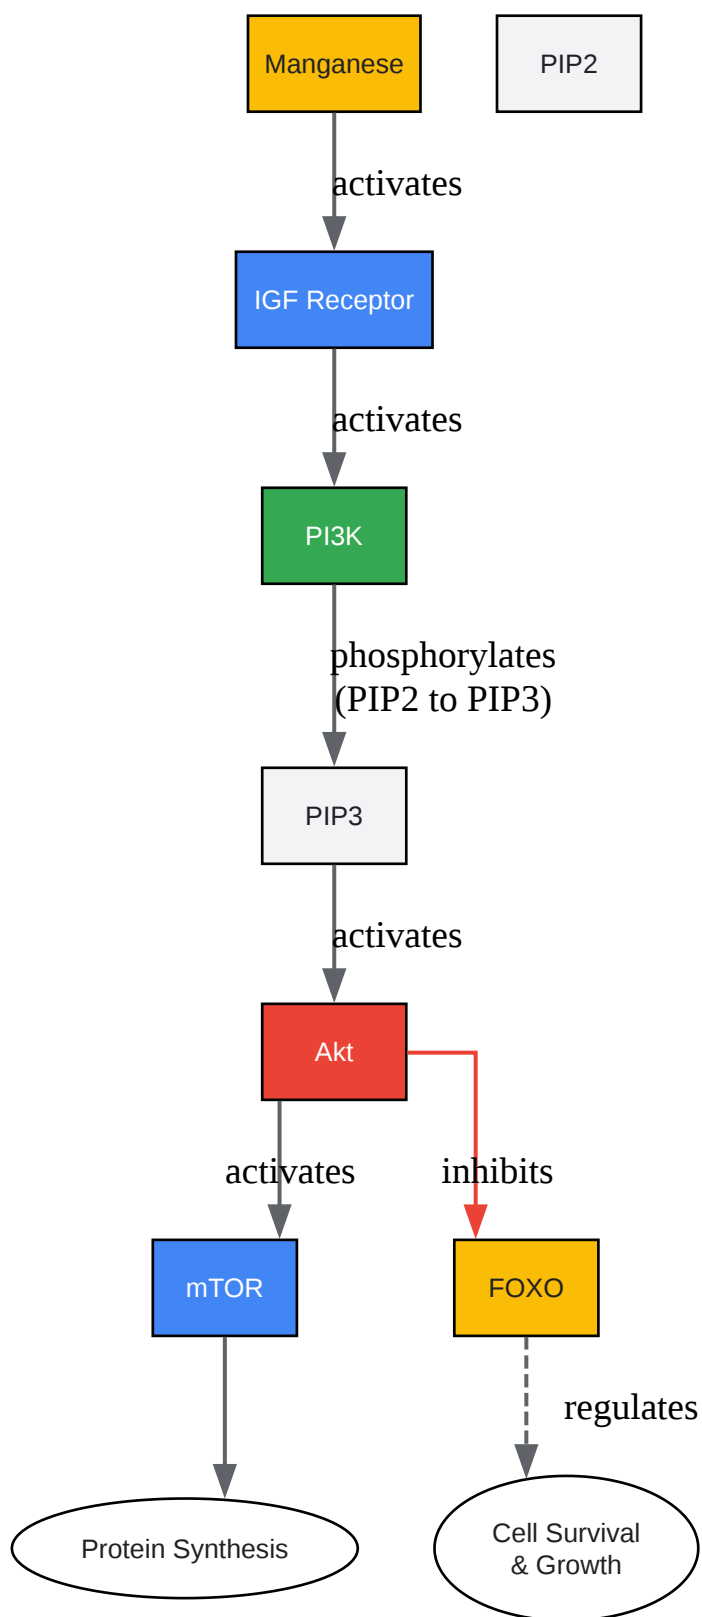 Manganese
PIP2
activates
IGF Receptor
activates
PI3K
phosphorylates
(PIP2 to PIP3)
PIP3
activates
Akt
activates
inhibits
mTOR
FOXO
regulates
Protein Synthesis
Cell Survival
& Growth